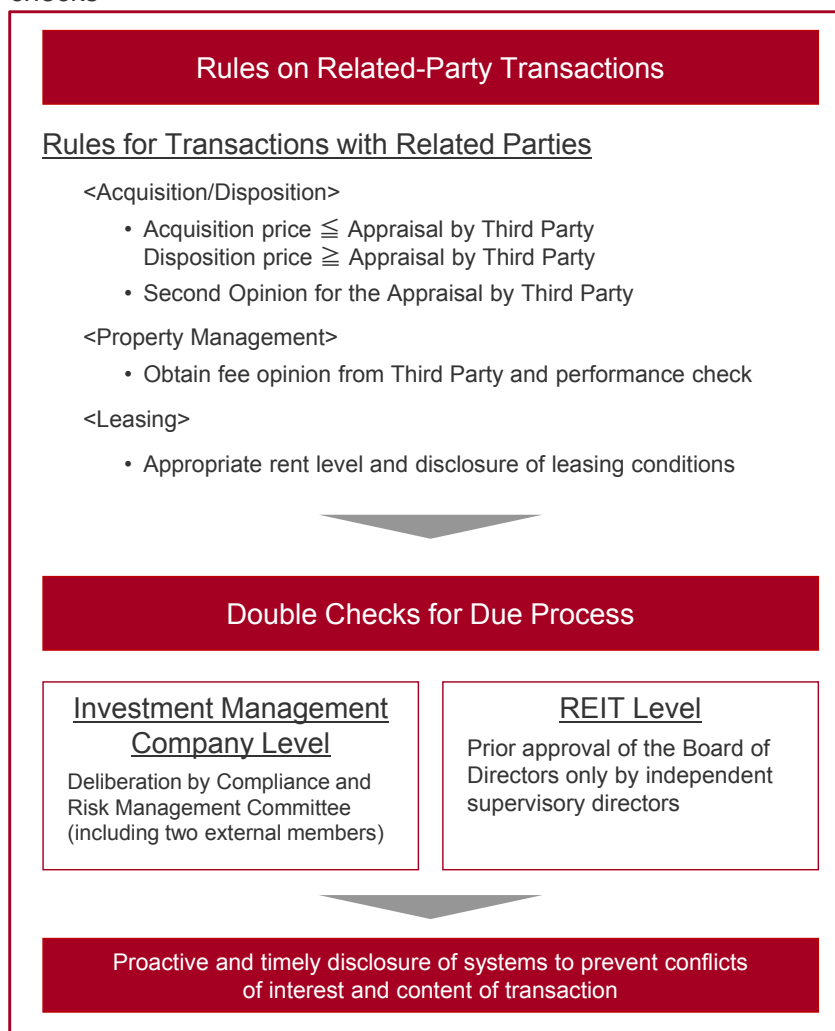 checks
Rules on Related-Party Transactions
Rules for Transactions with Related Parties
<Acquisition/Disposition>
• Acquisition price ≦ Appraisal by Third Party
Disposition price ≧ Appraisal by Third Party
• Second Opinion for the Appraisal by Third Party
<Property Management>
• Obtain fee opinion from Third Party and performance check
<Leasing>
• Appropriate rent level and disclosure of leasing conditions
Double Checks for Due Process
Investment Management
Company Level
Deliberation by Compliance and
Risk Management Committee
(including two external members)
REIT Level
Prior approval of the Board of
Directors only by independent
supervisory directors
Proactive and timely disclosure of systems to prevent conflicts
of interest and content of transaction